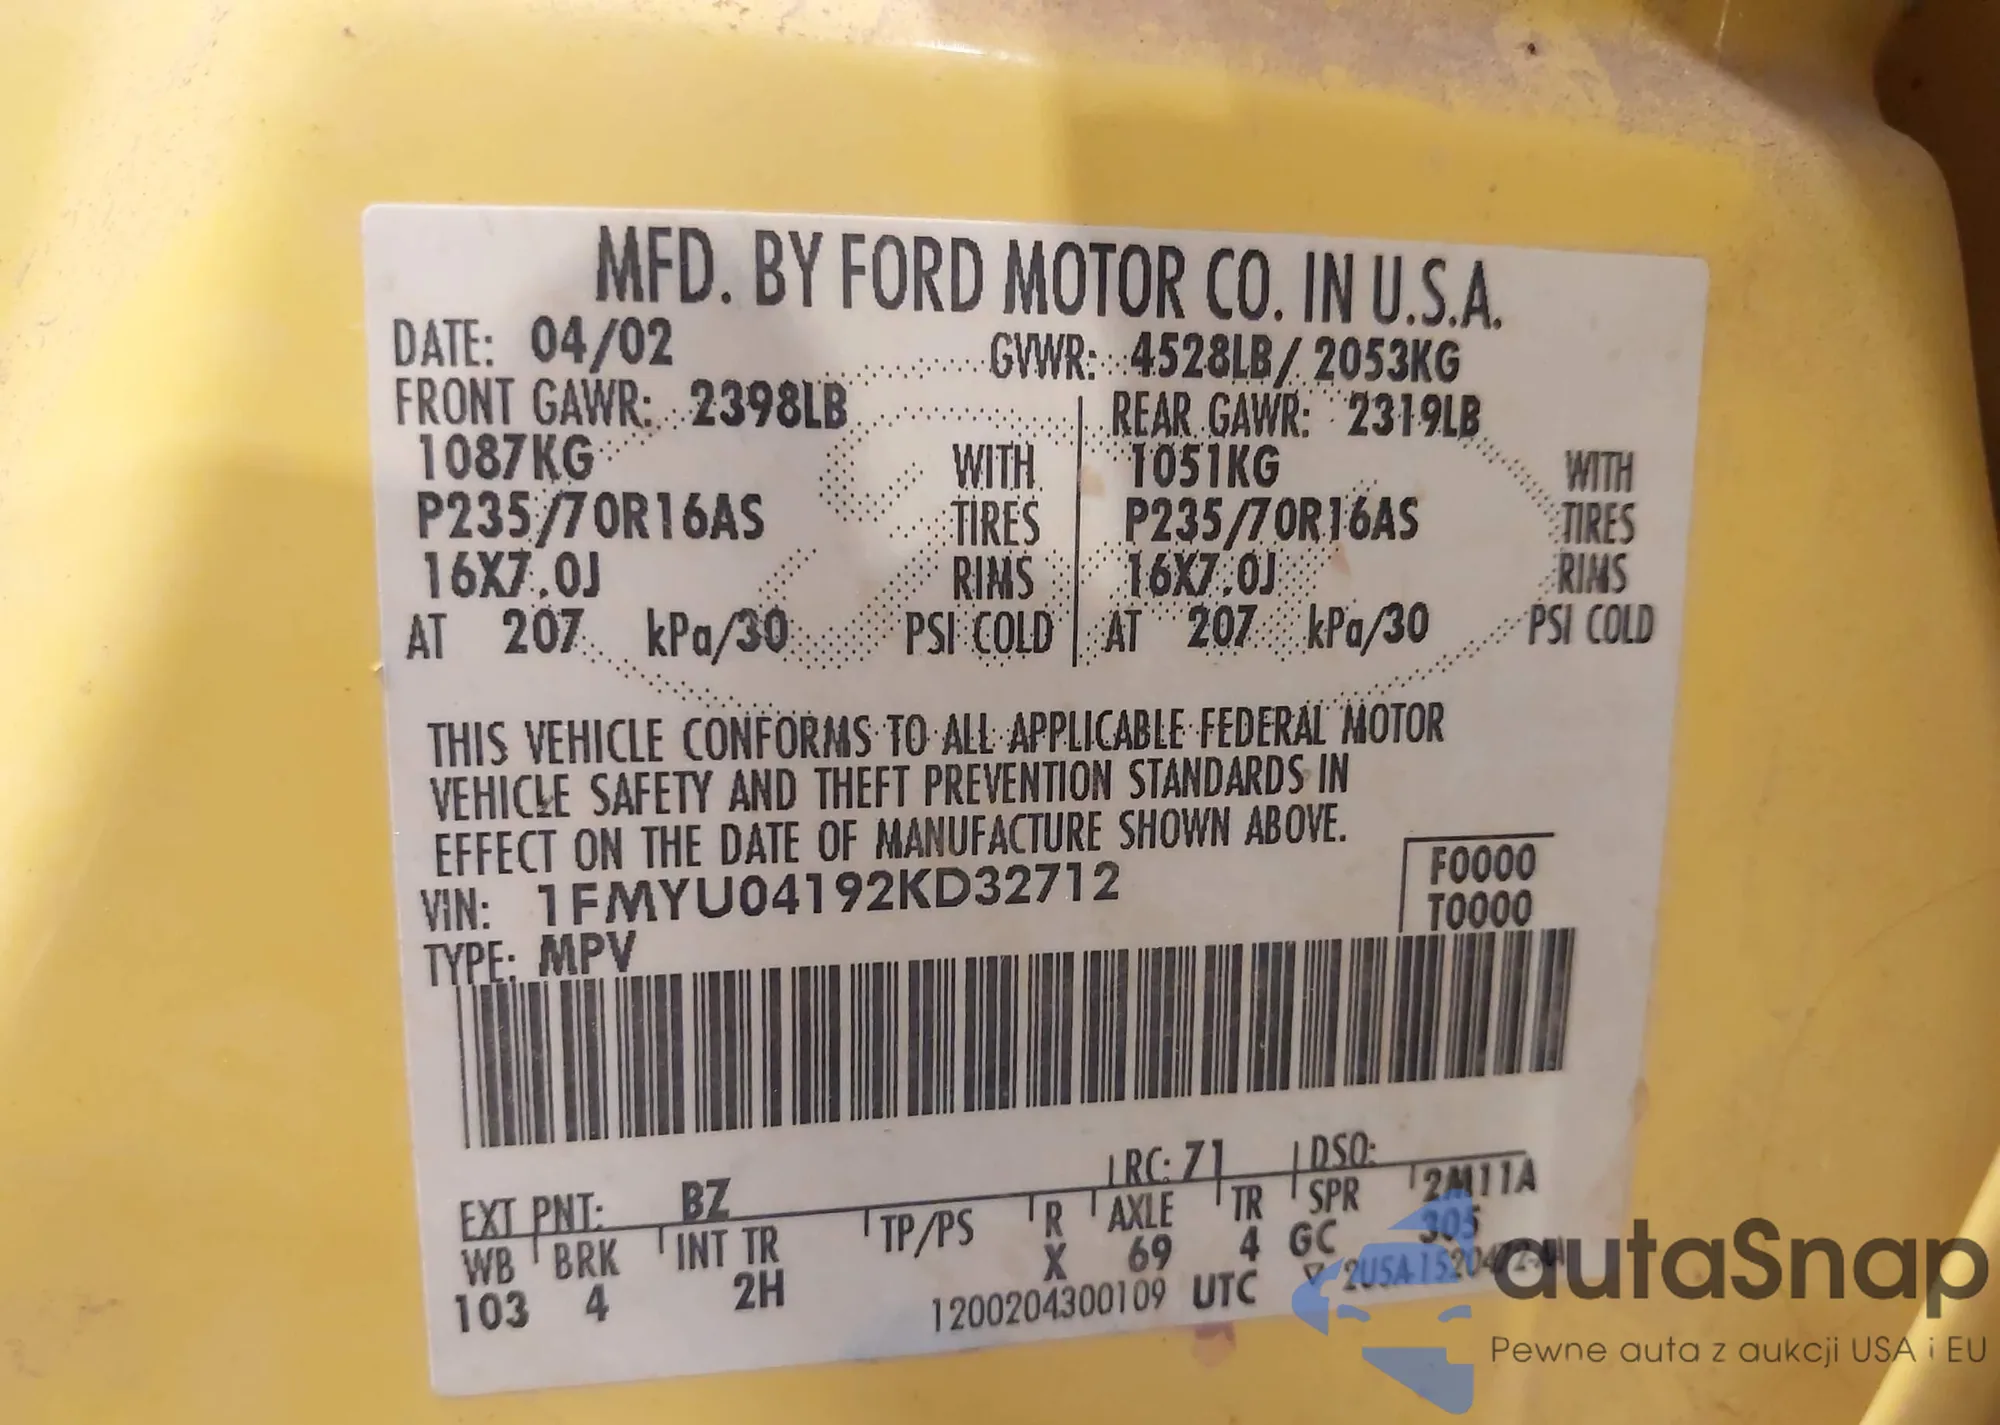 MFD. BY FORD MOTOR CO. IN U.S.A.
DATE: 04/02 GVWR: 4528LB/ 2053KG
FRONT GAWR: 2398LB REAR GAWR: 2319LB
1087KG WITH 1051KG WITH
P235/70R16AS TIRES P235/70R16AS TIRES
16X7.0J RIMS 16X7.0J RIMS
AT 207 kPa/30 PSI COLD AT 207 kPa/30 PSI COLD
THIS VEHICLE CONFORMS TO ALL APPLICABLE FEDERAL MOTOR
VEHICLE SAFETY AND THEFT PREVENTION STANDARDS IN
EFFECT ON THE DATE OF MANUFACTURE SHOWN ABOVE.
VIN: 1FMYU04192KD32712
F0000
T0000
TYPE: MPV
EXT PNT: BZ RC: 71 DSO:
WB BRK INT TR TP/PS R AXLE TR SPR 2M11A
103 4 2H X 69 4 GC 305
1200204300109 UTC
autaSnap
Pewne auta z aukcji USA i EU